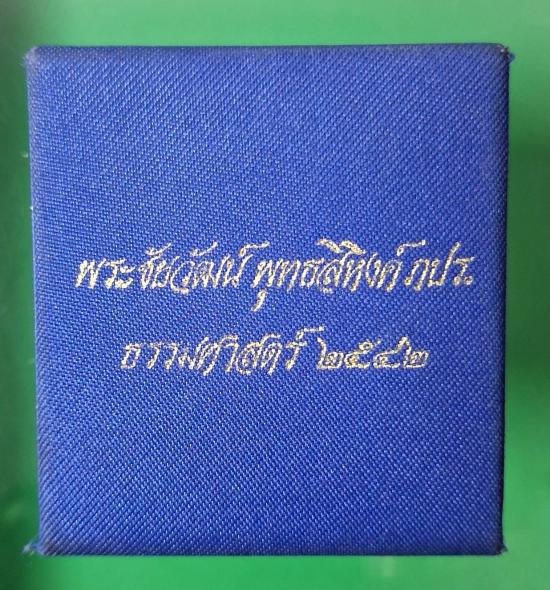 พระชัยวัฒน์ พุทธสิหิงค์ ภปร.
ธรรมศาสตร์ ๒๕๔๒